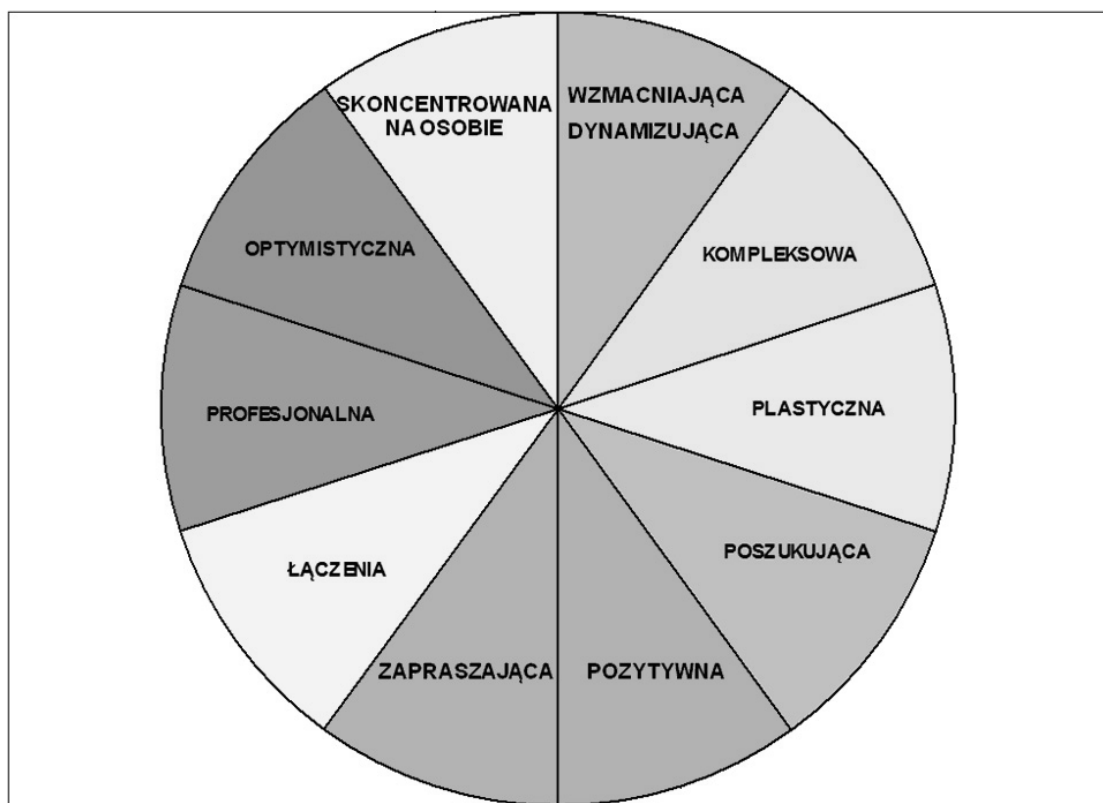 SKONCENTROWANA
NA OSOBIE
WZMACNIAJĄCA
DYNAMIZUJĄCA
OPTYMISTYCZNA
KOMPLEKSOWA
PROFESJONALNA
PLASTYCZNA
ŁĄCZENIA
POSZUKUJĄCA
ZAPRASZAJĄCA
POZYTYWNA